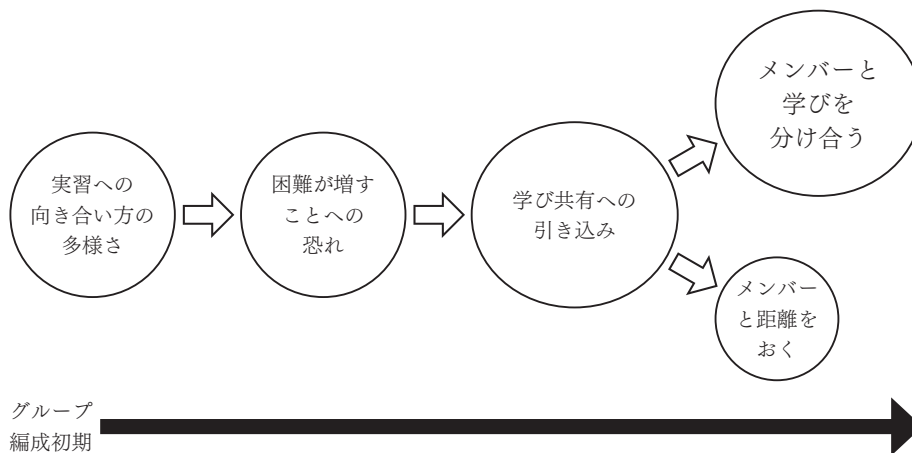 実習への
向き合い方の
多様さ
困難が増す
ことへの
恐れ
学び共有への
引き込み
メンバーと
学びを
分け合う
メンバー
と距離を
おく
グループ
編成初期